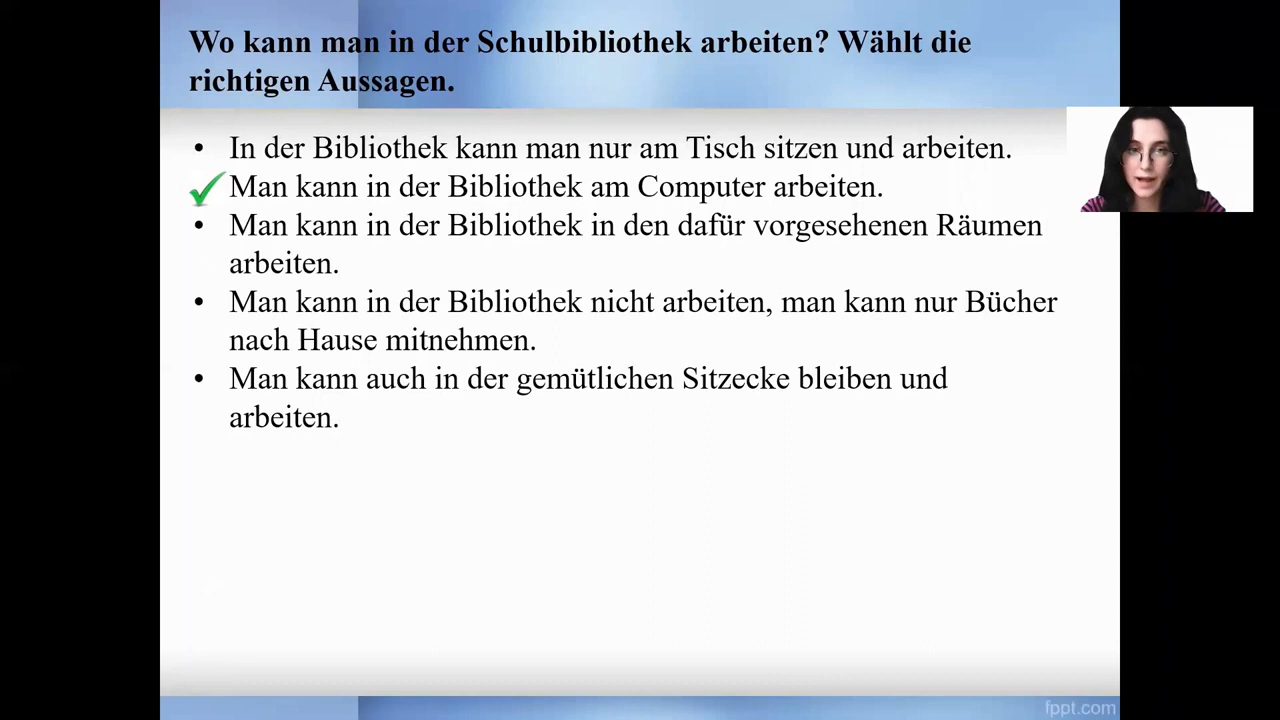 Wo kann man in der Schulbibliothek arbeiten? Wählt die
richtigen Aussagen.
• In der Bibliothek kann man nur am Tisch sitzen und arbeiten.
Man kann in der Bibliothek am Computer arbeiten.
• Man kann in der Bibliothek in den dafür vorgesehenen Räumen
arbeiten.
• Man kann in der Bibliothek nicht arbeiten, man kann nur Bücher
nach Hause mitnehmen.
• Man kann auch in der gemütlichen Sitzecke bleiben und
arbeiten.
fppt.com